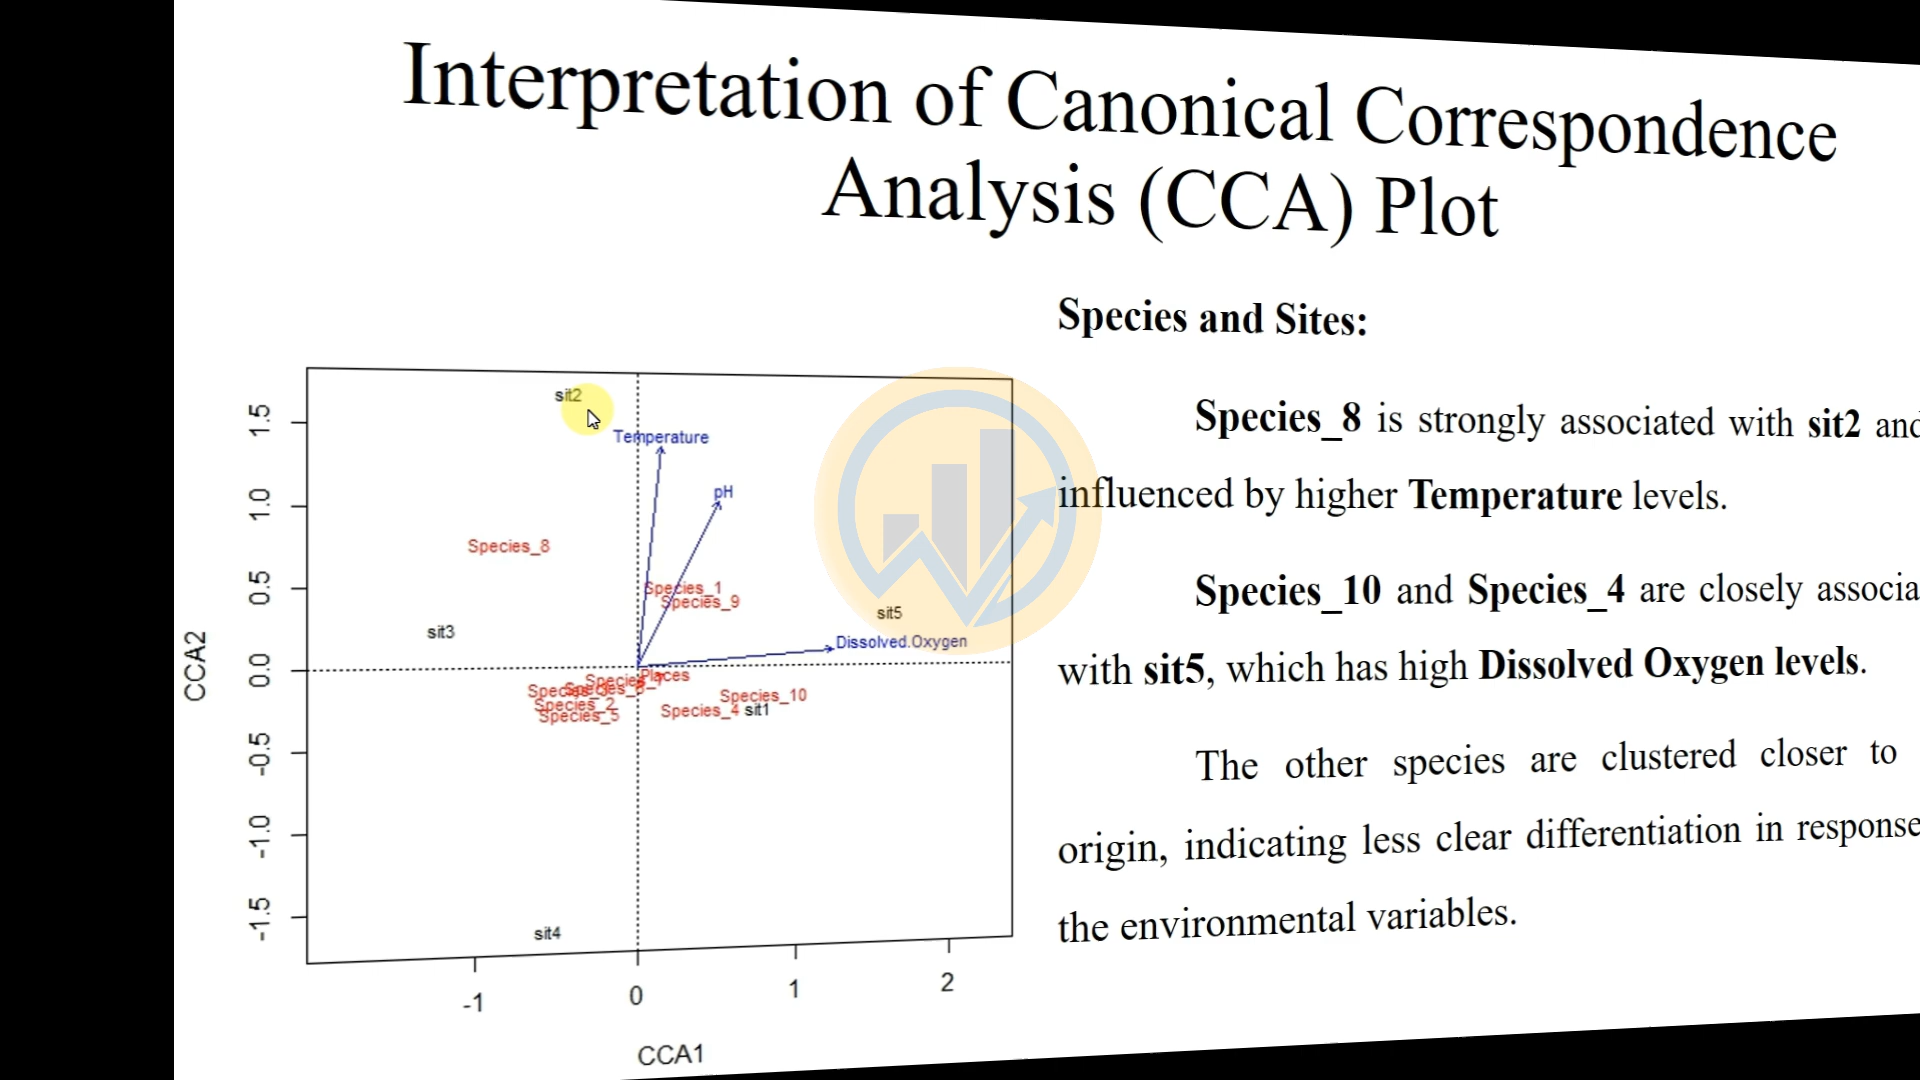 Interpretation of Canonical Correspondence
Analysis (CCA) Plot
Species and Sites:
Species_8 is strongly associated with sit2 and
influenced by higher Temperature levels.
Species_10 and Species_4 are closely associa
with sit5, which has high Dissolved Oxygen levels.
The other species are clustered closer to
origin, indicating less clear differentiation in response
the environmental variables.
sit2
Temperature
pH
Species_8
Species_1
Species_9
sit5
sit3
Dissolved.Oxygen
Places
Species_10
Species_2
Species_4 sit1
Species_5
sit4
1.5
1.0
0.5
0.0
-0.5
-1.0
-1.5
CCA2
-1
0
1
2
CCA1